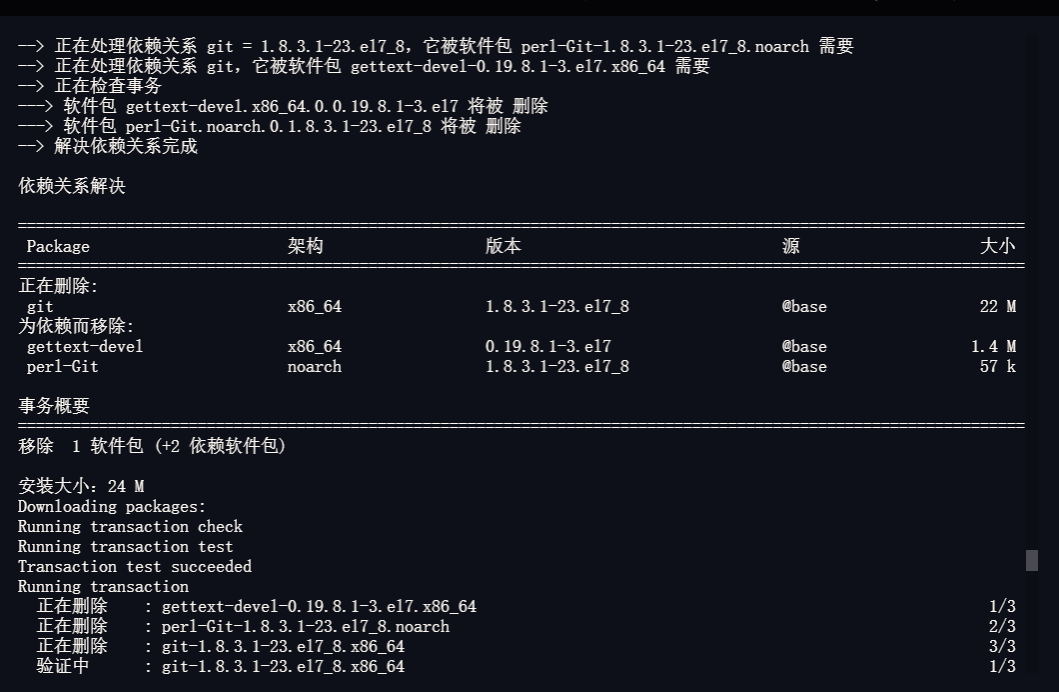 --> 正在处理依赖关系 git = 1.8.3.1-23.el7_8，它被软件包 perl-Git-1.8.3.1-23.el7_8.noarch 需要
--> 正在处理依赖关系 git，它被软件包 gettext-devel-0.19.8.1-3.el7.x86_64 需要
--> 正在检查事务
---> 软件包 gettext-devel.x86_64.0.0.19.8.1-3.el7 将被 删除
---> 软件包 perl-Git.noarch.0.1.8.3.1-23.el7_8 将被 删除
--> 解决依赖关系完成
依赖关系解决
================================================================================
Package 架构 版本 源 大小
================================================================================
正在删除:
git x86_64 1.8.3.1-23.el7_8 @base 22 M
为依赖而移除:
gettext-devel x86_64 0.19.8.1-3.el7 @base 1.4 M
perl-Git noarch 1.8.3.1-23.el7_8 @base 57 k
事务概要
================================================================================
移除 1 软件包 (+2 依赖软件包)
安装大小：24 M
Downloading packages:
Running transaction check
Running transaction test
Transaction test succeeded
Running transaction
正在删除 : gettext-devel-0.19.8.1-3.el7.x86_64 1/3
正在删除 : perl-Git-1.8.3.1-23.el7_8.noarch 2/3
正在删除 : git-1.8.3.1-23.el7_8.x86_64 3/3
验证中 : git-1.8.3.1-23.el7_8.x86_64 1/3